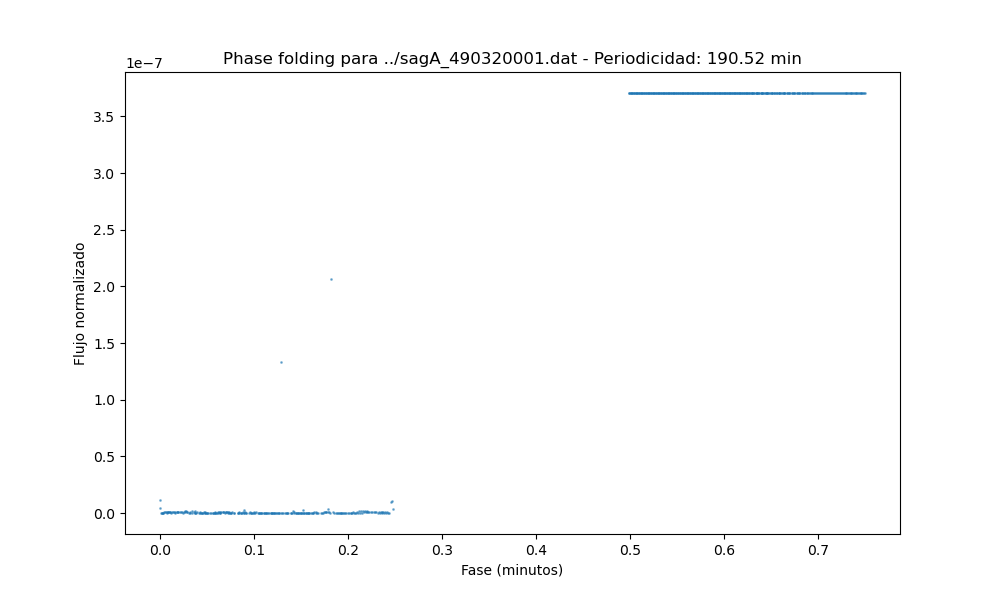 Phase folding para ../sagA_490320001.dat - Periodicidad: 190.52 min
1e−7
3.5
3.0
2.5
2.0
1.5
1.0
0.5
0.0
Flujo normalizado
0.0 0.1 0.2 0.3 0.4 0.5 0.6 0.7
Fase (minutos)